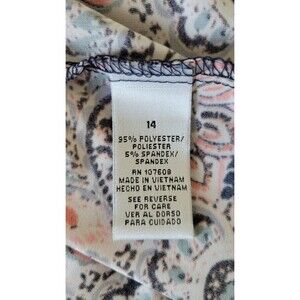 14
95% POLYESTER/
POLIESTER
5% SPANDEX/
SPANDEX
RN 107608
MADE IN VIETNAM
HECHO EN VIETNAM
SEE REVERSE
FOR CARE
VER AL DORSO
PARA CUIDADO